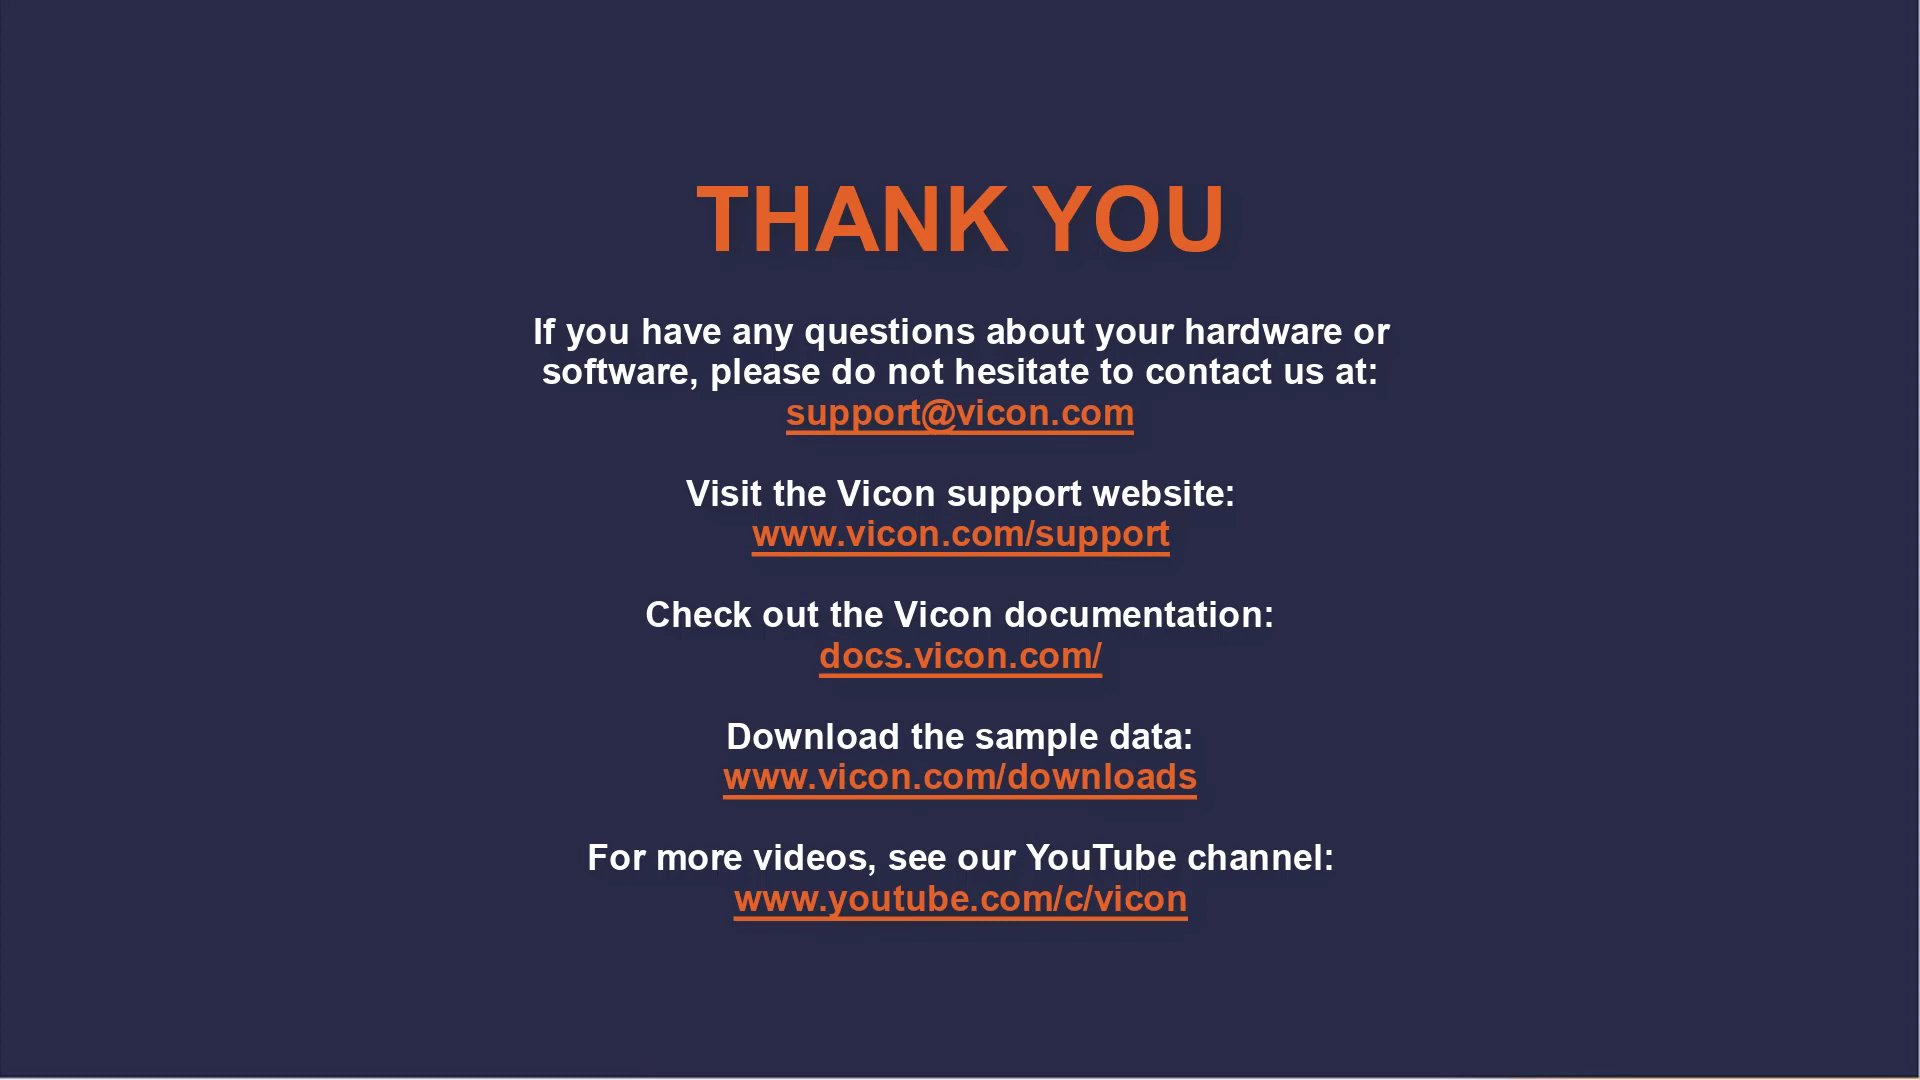 THANK YOU
If you have any questions about your hardware or
software, please do not hesitate to contact us at:
support@vicon.com
Visit the Vicon support website:
www.vicon.com/support
Check out the Vicon documentation:
docs.vicon.com/
Download the sample data:
www.vicon.com/downloads
For more videos, see our YouTube channel:
www.youtube.com/c/vicon